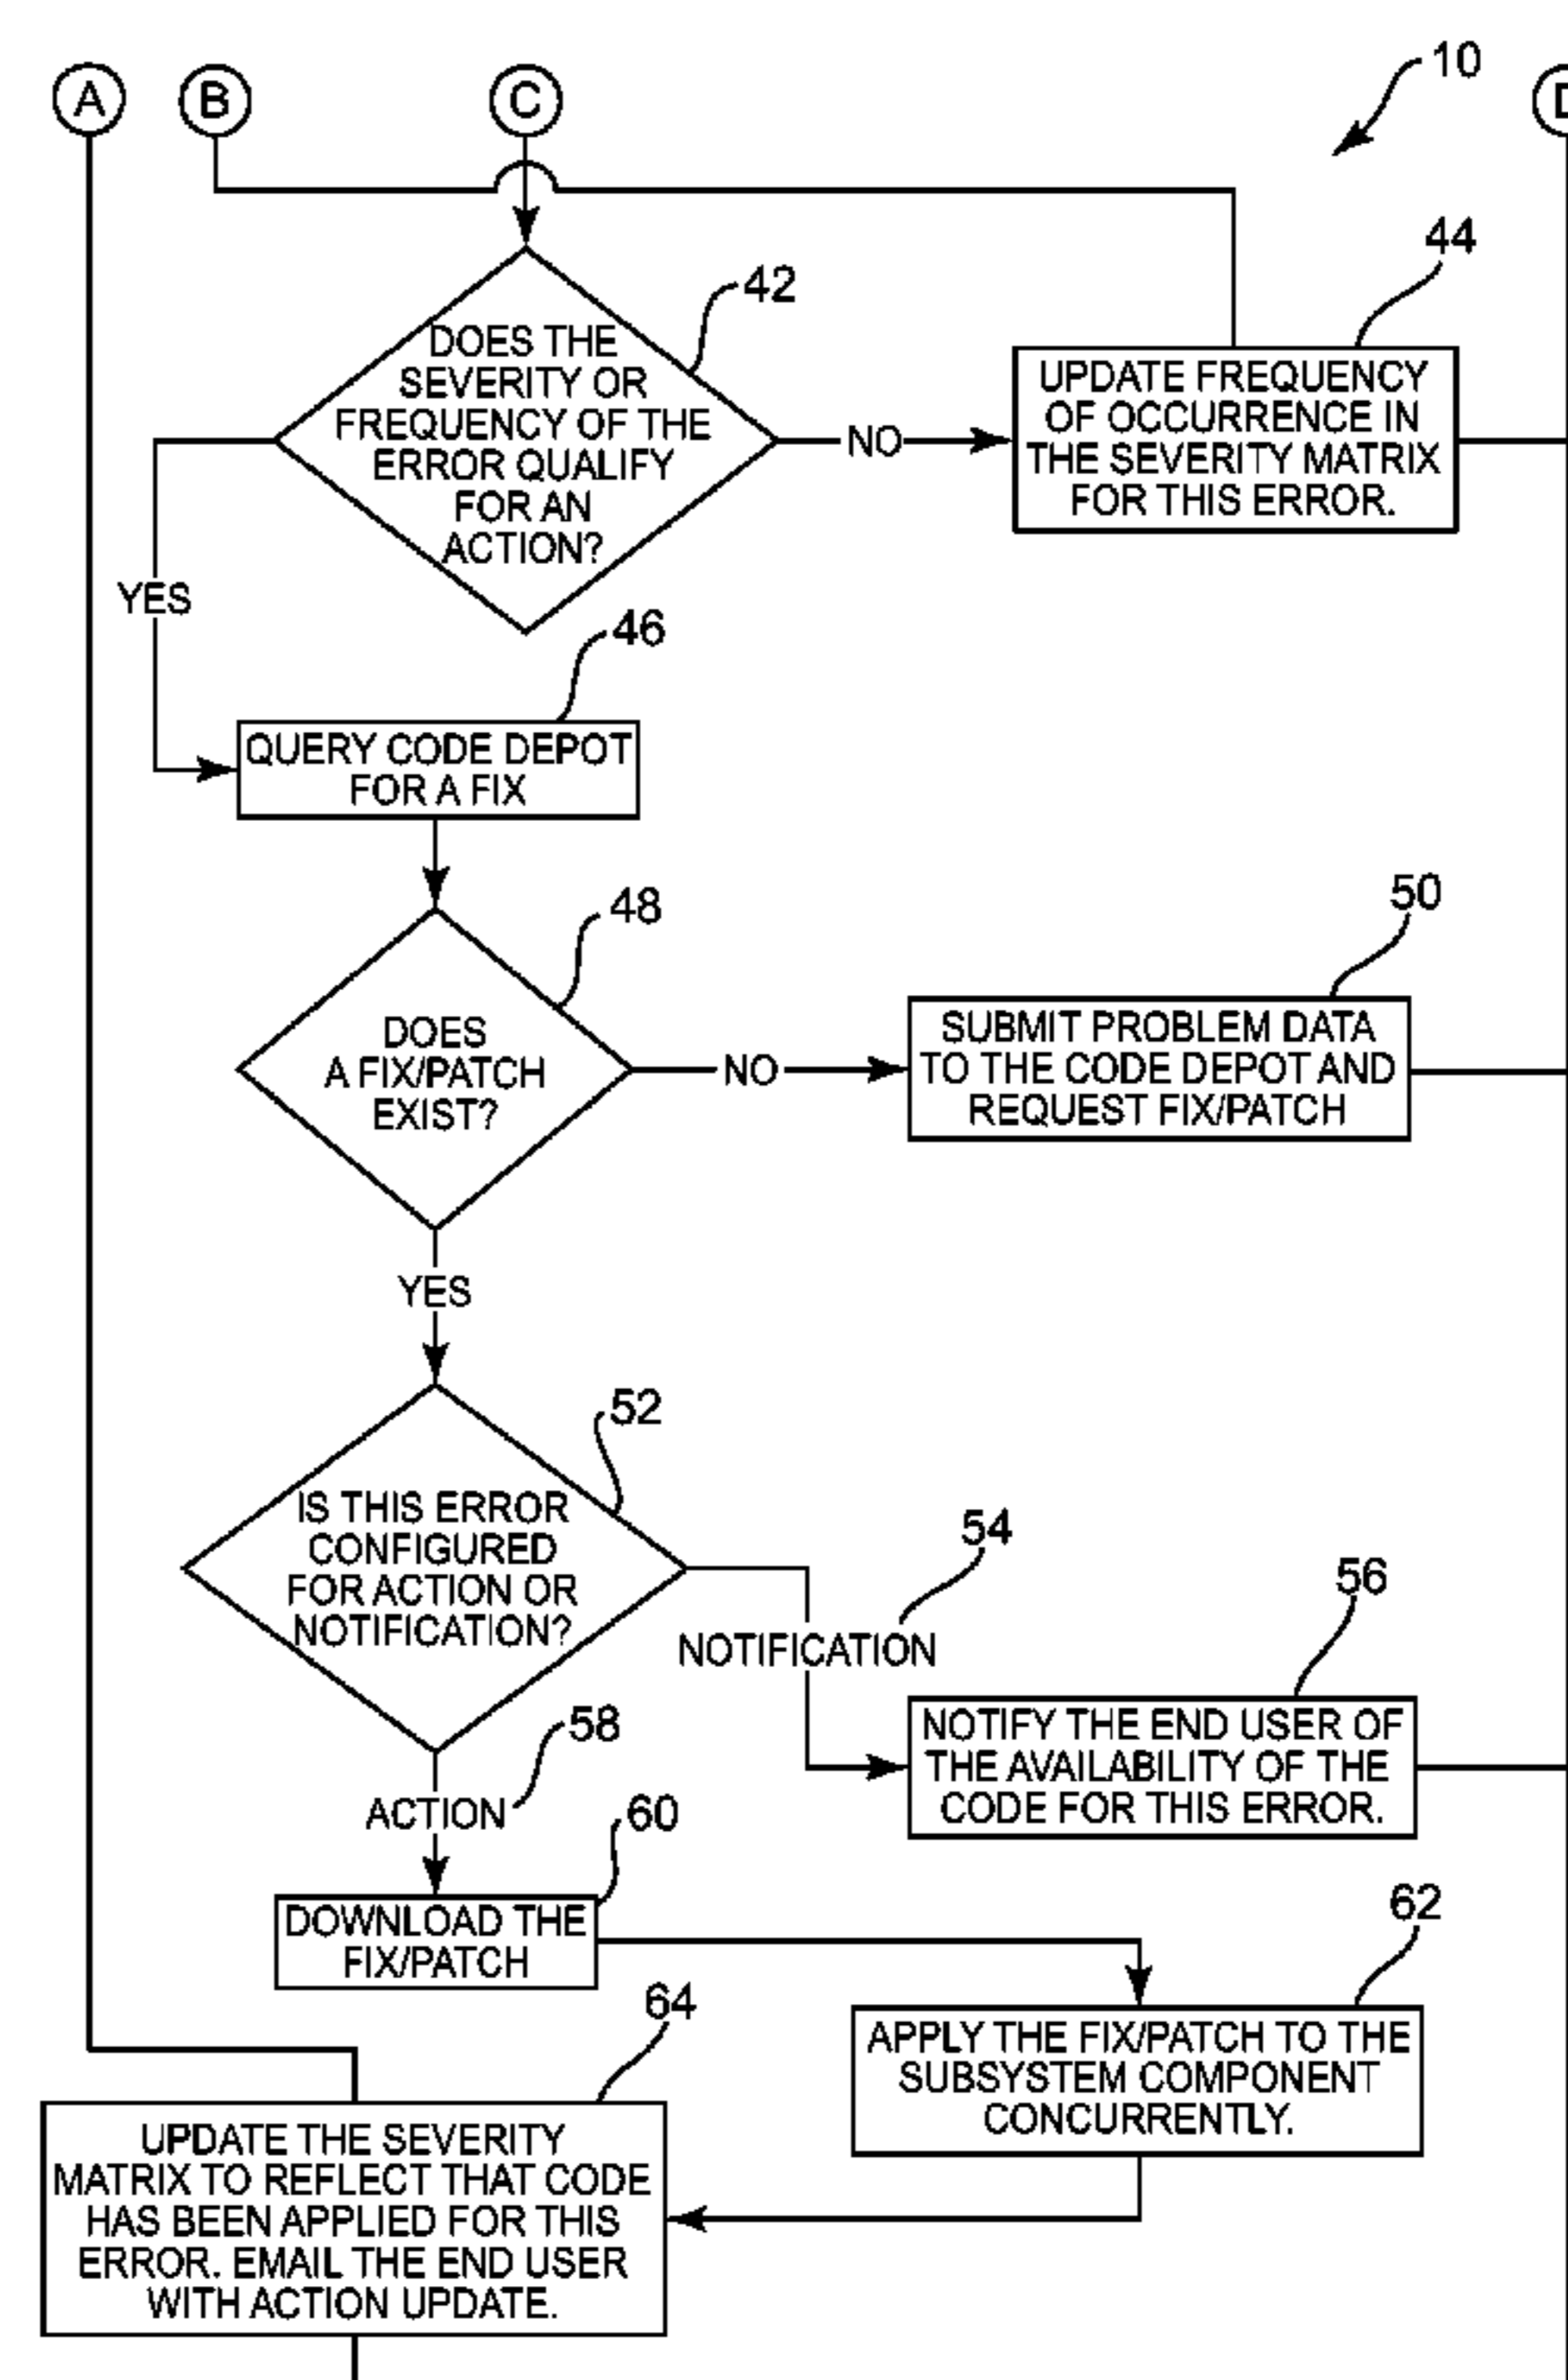 A
B
C
10
42
44
DOES THE
SEVERITY OR
FREQUENCY OF THE
ERROR QUALIFY
FOR AN
ACTION?
NO
UPDATE FREQUENCY
OF OCCURRENCE IN
THE SEVERITY MATRIX
FOR THIS ERROR.
YES
46
QUERY CODE DEPOT
FOR A FIX
48
50
DOES
A FIX/PATCH
EXIST?
NO
SUBMIT PROBLEM DATA
TO THE CODE DEPOT AND
REQUEST FIX/PATCH
YES
52
IS THIS ERROR
CONFIGURED
FOR ACTION OR
NOTIFICATION?
54
NOTIFICATION
56
NOTIFY THE END USER OF
THE AVAILABILITY OF THE
CODE FOR THIS ERROR.
58
ACTION
60
DOWNLOAD THE
FIX/PATCH
62
APPLY THE FIX/PATCH TO THE
SUBSYSTEM COMPONENT
CONCURRENTLY.
64
UPDATE THE SEVERITY
MATRIX TO REFLECT THAT CODE
HAS BEEN APPLIED FOR THIS
ERROR. EMAIL THE END USER
WITH ACTION UPDATE.